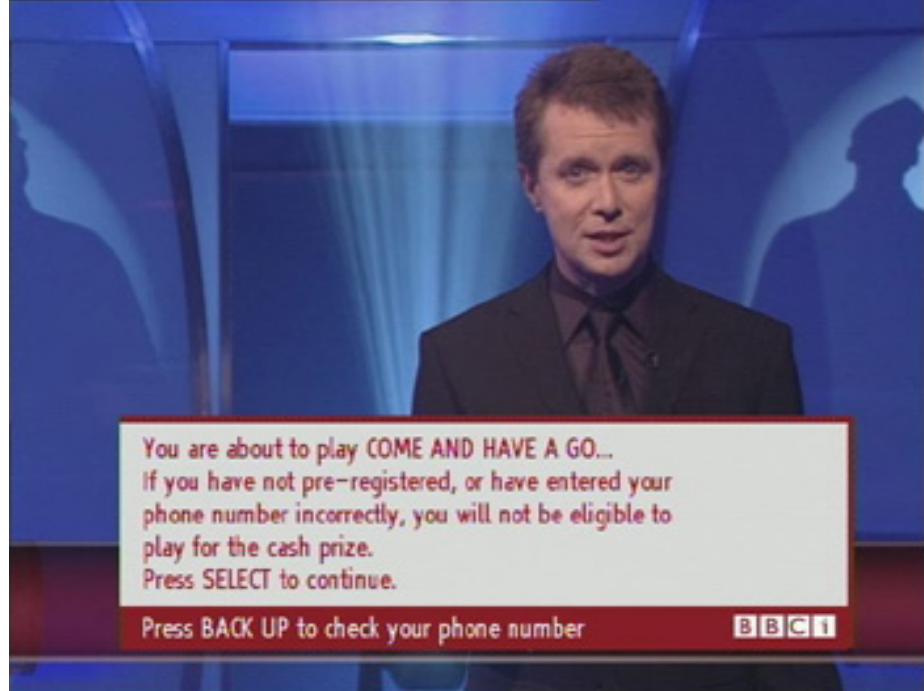 You are about to play COME AND HAVE A GO...
If you have not pre-registered, or have entered your
phone number incorrectly, you will not be eligible to
play for the cash prize.
Press SELECT to continue.
Press BACK UP to check your phone number
BBCi